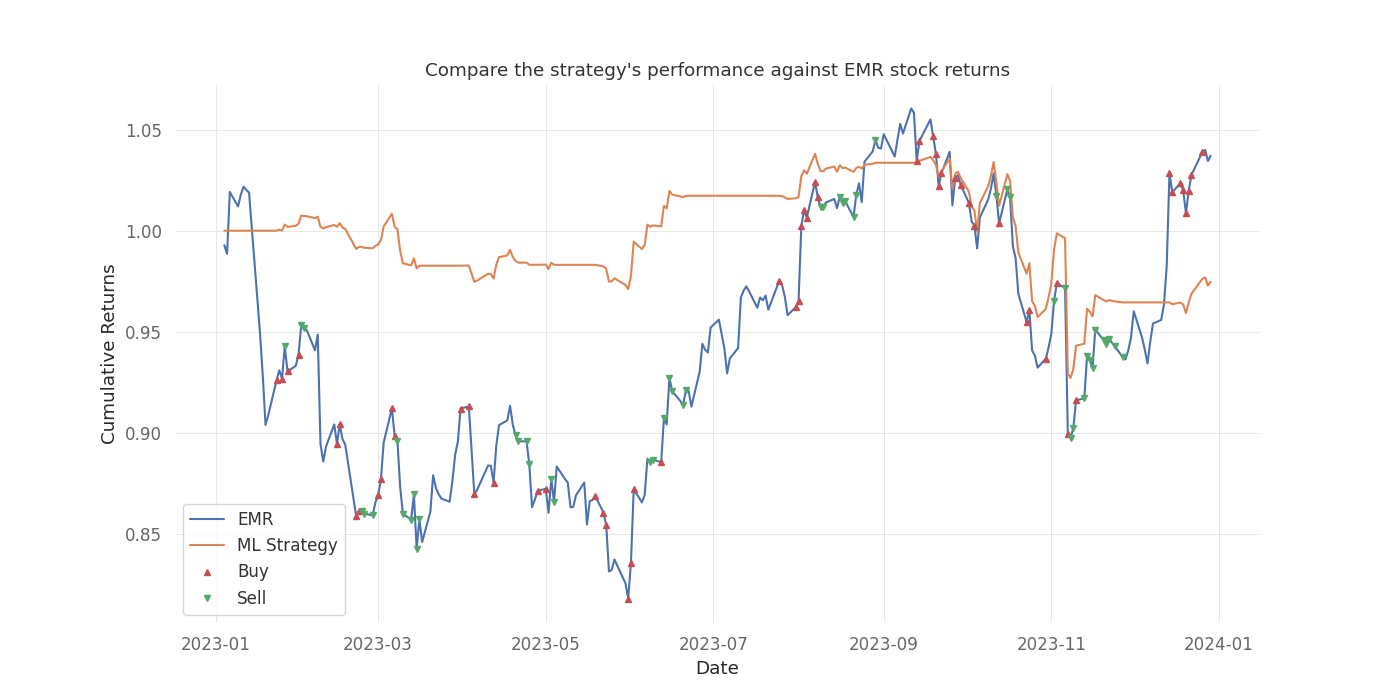 Compare the strategy's performance against EMR stock returns
1.05
1.00
0.95
0.90
0.85
Cumulative Returns
EMR
ML Strategy
Buy
Sell
2023-01 2023-03 2023-05 2023-07 2023-09 2023-11 2024-01
Date